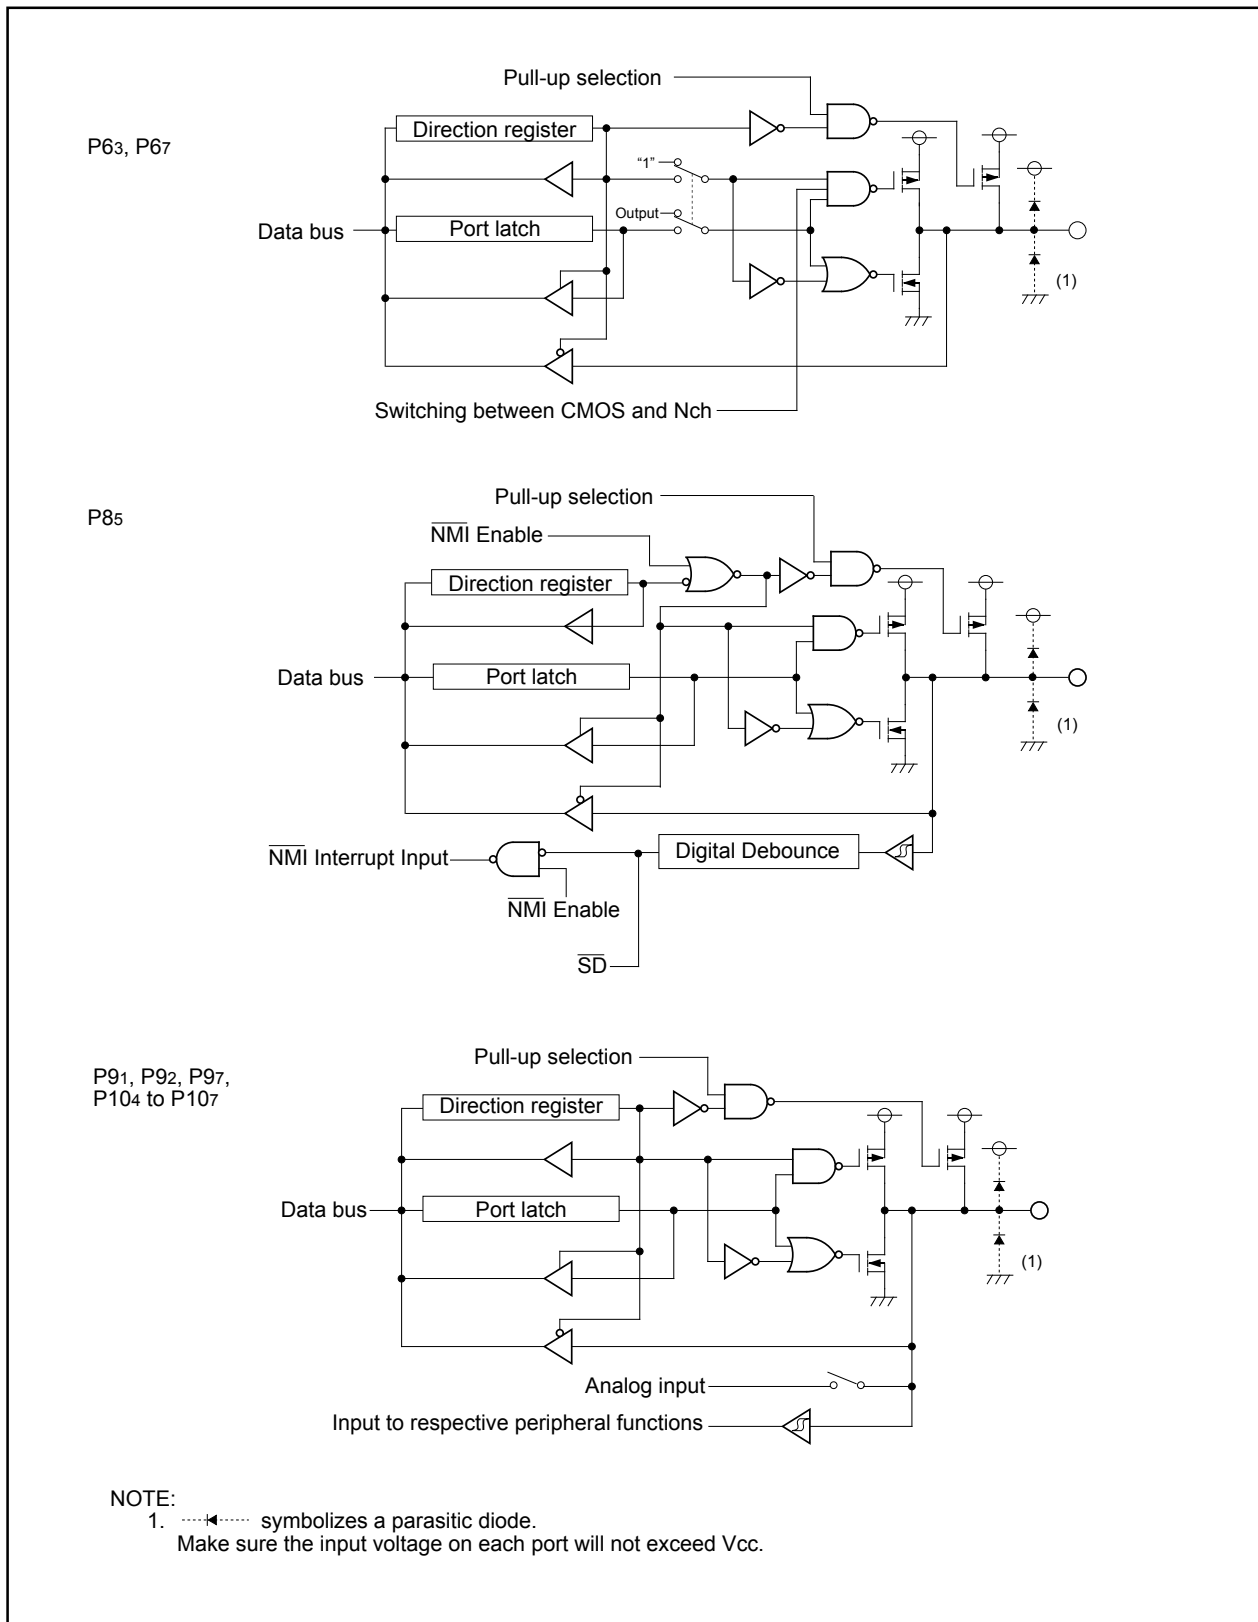 Pull-up selection
P63, P67
Direction register
“1”
Output
Data bus
Port latch
(1)
Switching between CMOS and Nch
Pull-up selection
P85
NMI Enable
Direction register
Data bus
Port latch
(1)
NMI Interrupt Input
Digital Debounce
NMI Enable
SD
Pull-up selection
P91, P92, P97,
P104 to P107
Direction register
Data bus
Port latch
(1)
Analog input
Input to respective peripheral functions
NOTE:
1. symbolizes a parasitic diode.
Make sure the input voltage on each port will not exceed Vcc.